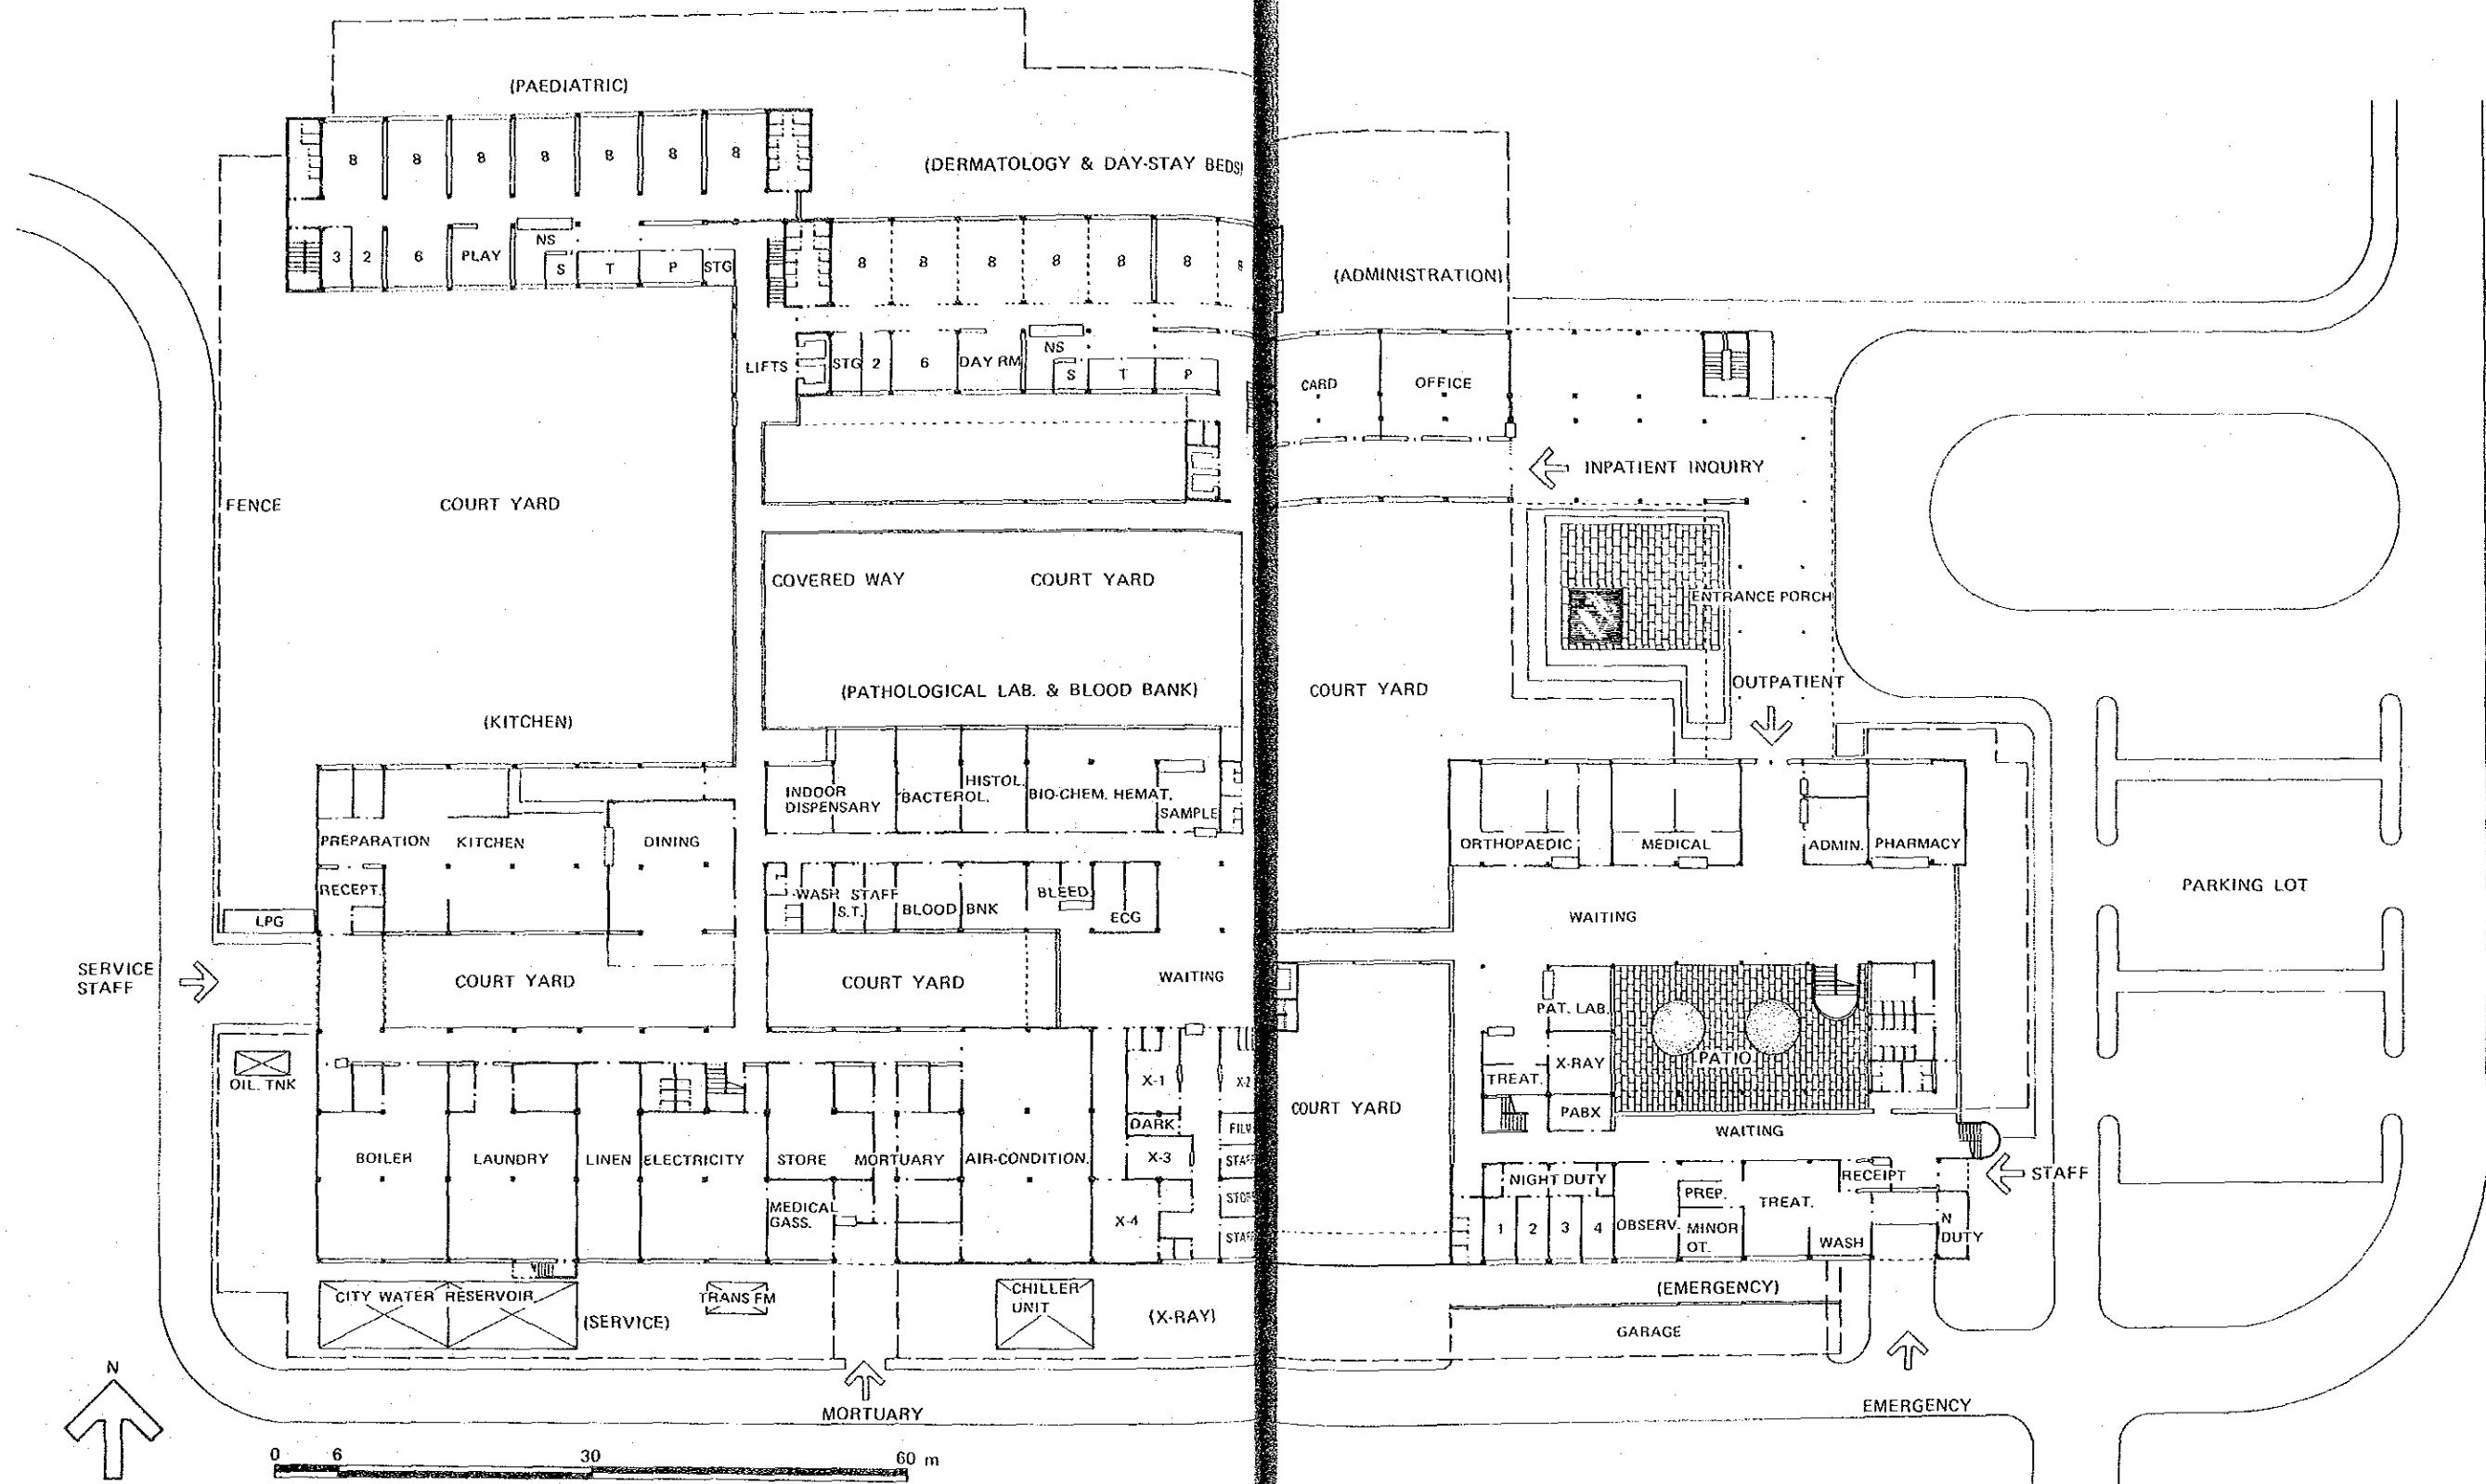 (PAEDIATRIC)
8 8 8 8 8 8 8
3 2 6 PLAY NS S T P STG
(DERMATOLOGY & DAY-STAY BEDS)
8 8 8 8 8 8 8
LIFTS STG 2 6 DAY RM NS S T P
(ADMINISTRATION)
CARD OFFICE
INPATIENT INQUIRY
FENCE COURT YARD
COVERED WAY COURT YARD
ENTRANCE PORCH
(PATHOLOGICAL LAB. & BLOOD BANK)
COURT YARD
OUTPATIENT
(KITCHEN)
PREPARATION KITCHEN DINING
RECEPT.
LPG
INDOOR
DISPENSARY
BACTEROL.
HISTOL.
BIO-CHEM. HEMAT.
SAMPLE
WASH STAFF
S.T.
BLOOD BNK
BLEED
ECG
ORTHOPAEDIC MEDICAL ADMIN. PHARMACY
WAITING
PARKING LOT
SERVICE
STAFF
COURT YARD COURT YARD WAITING
PAT. LAB.
X-RAY
PATIO
TREAT.
PABX
WAITING
COURT YARD
OIL. TNK
X-1
X-2
DARK
X-3
X-4
BOILER LAUNDRY LINEN ELECTRICITY STORE MORTUARY AIR-CONDITION.
MEDICAL
GASS.
NIGHT DUTY
1 2 3 4 OBSERV.
PREP.
MINOR
OT.
TREAT.
WASH
RECEIPT
N
DUTY
STAFF
CITY WATER RESERVOIR
(SERVICE)
TRANS FM
CHILLER
UNIT
(X-RAY)
(EMERGENCY)
GARAGE
MORTUARY
EMERGENCY
N
0 6 30 60 m